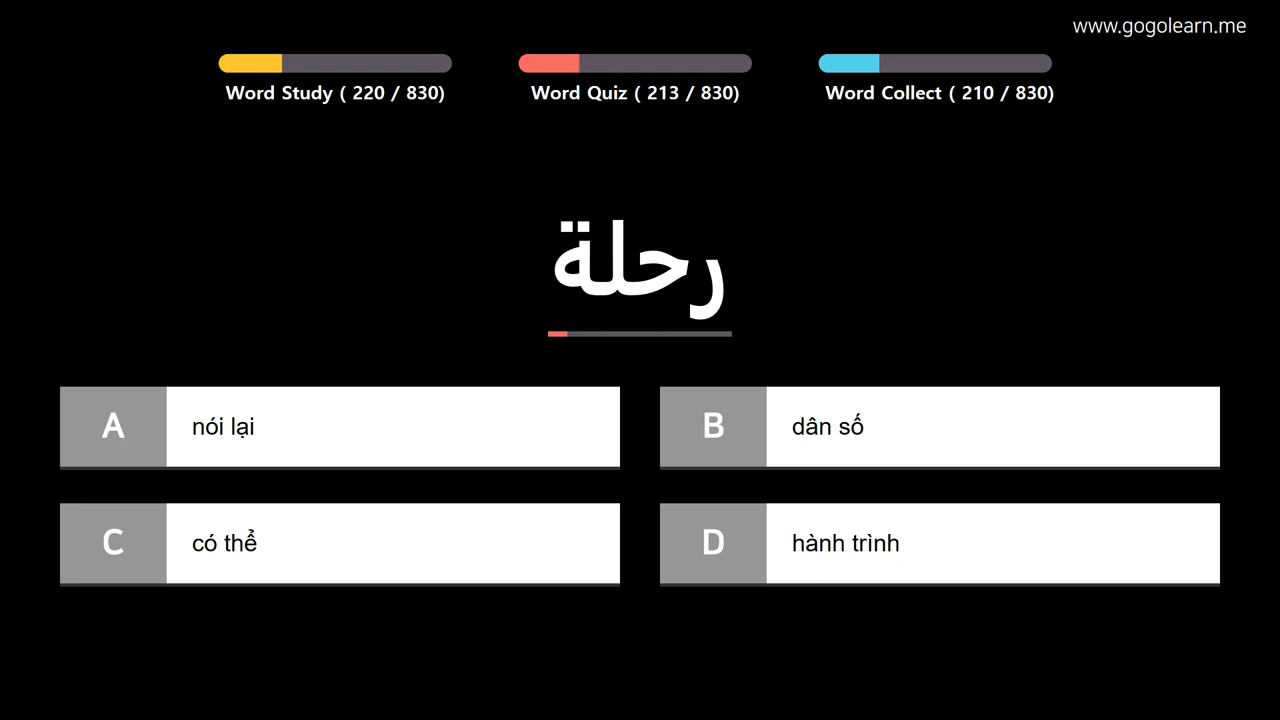 www.gogolearn.me
Word Study ( 220 / 830)
Word Quiz ( 213 / 830)
Word Collect ( 210 / 830)
رحلة
A
nói lại
B
dân số
C
có thể
D
hành trình